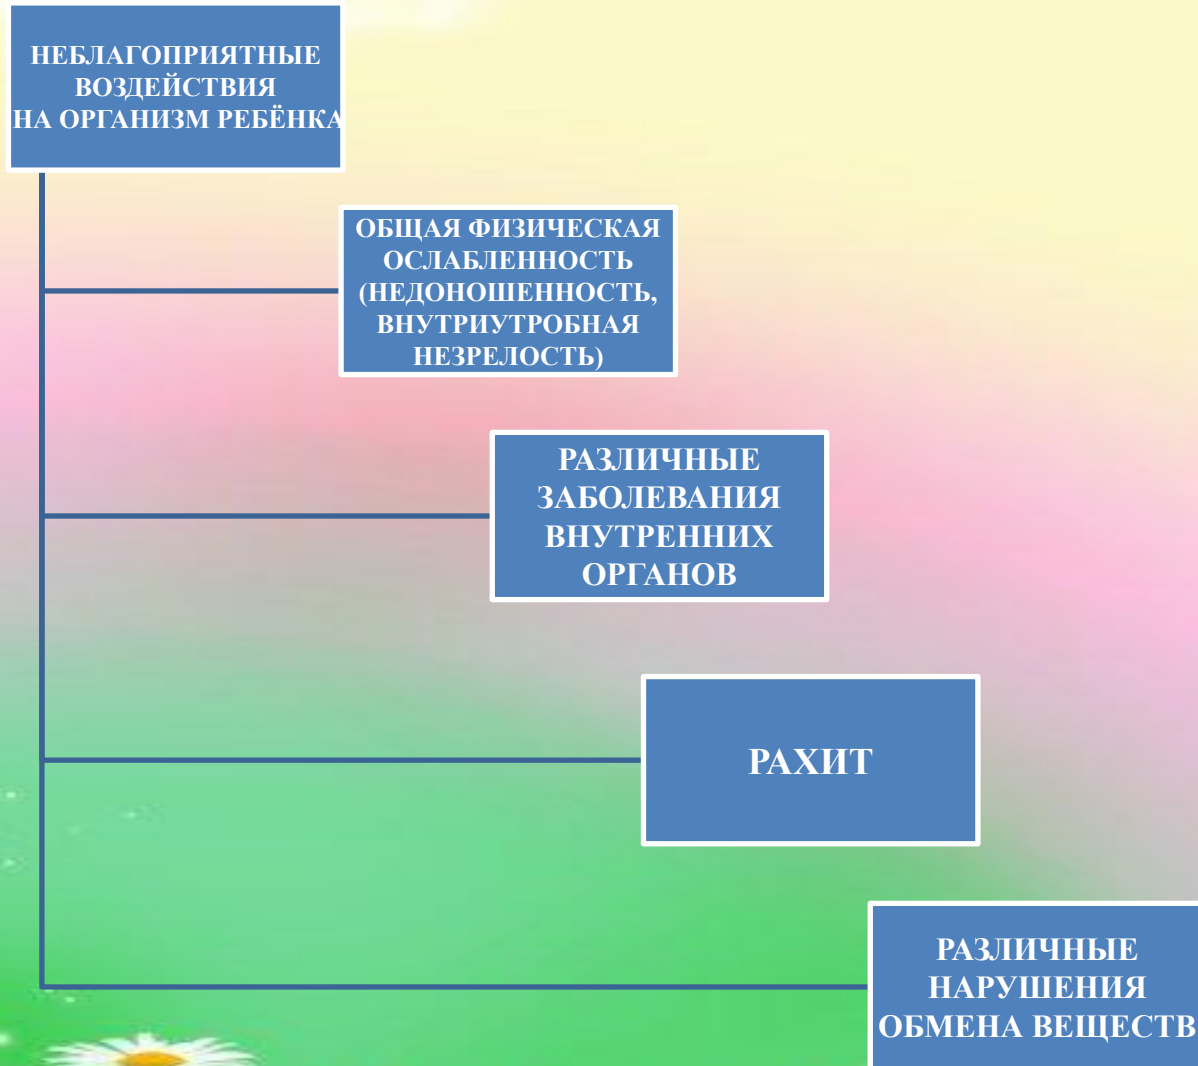 НЕБЛАГОПРИЯТНЫЕ
ВОЗДЕЙСТВИЯ
НА ОРГАНИЗМ РЕБЁНКА
ОБЩАЯ ФИЗИЧЕСКАЯ
ОСЛАБЛЕННОСТЬ
(НЕДОНОШЕННОСТЬ,
ВНУТРИУТРОБНАЯ
НЕЗРЕЛОСТЬ)
РАЗЛИЧНЫЕ
ЗАБОЛЕВАНИЯ
ВНУТРЕННИХ
ОРГАНОВ
РАХИТ
РАЗЛИЧНЫЕ
НАРУШЕНИЯ
ОБМЕНА ВЕЩЕСТВ